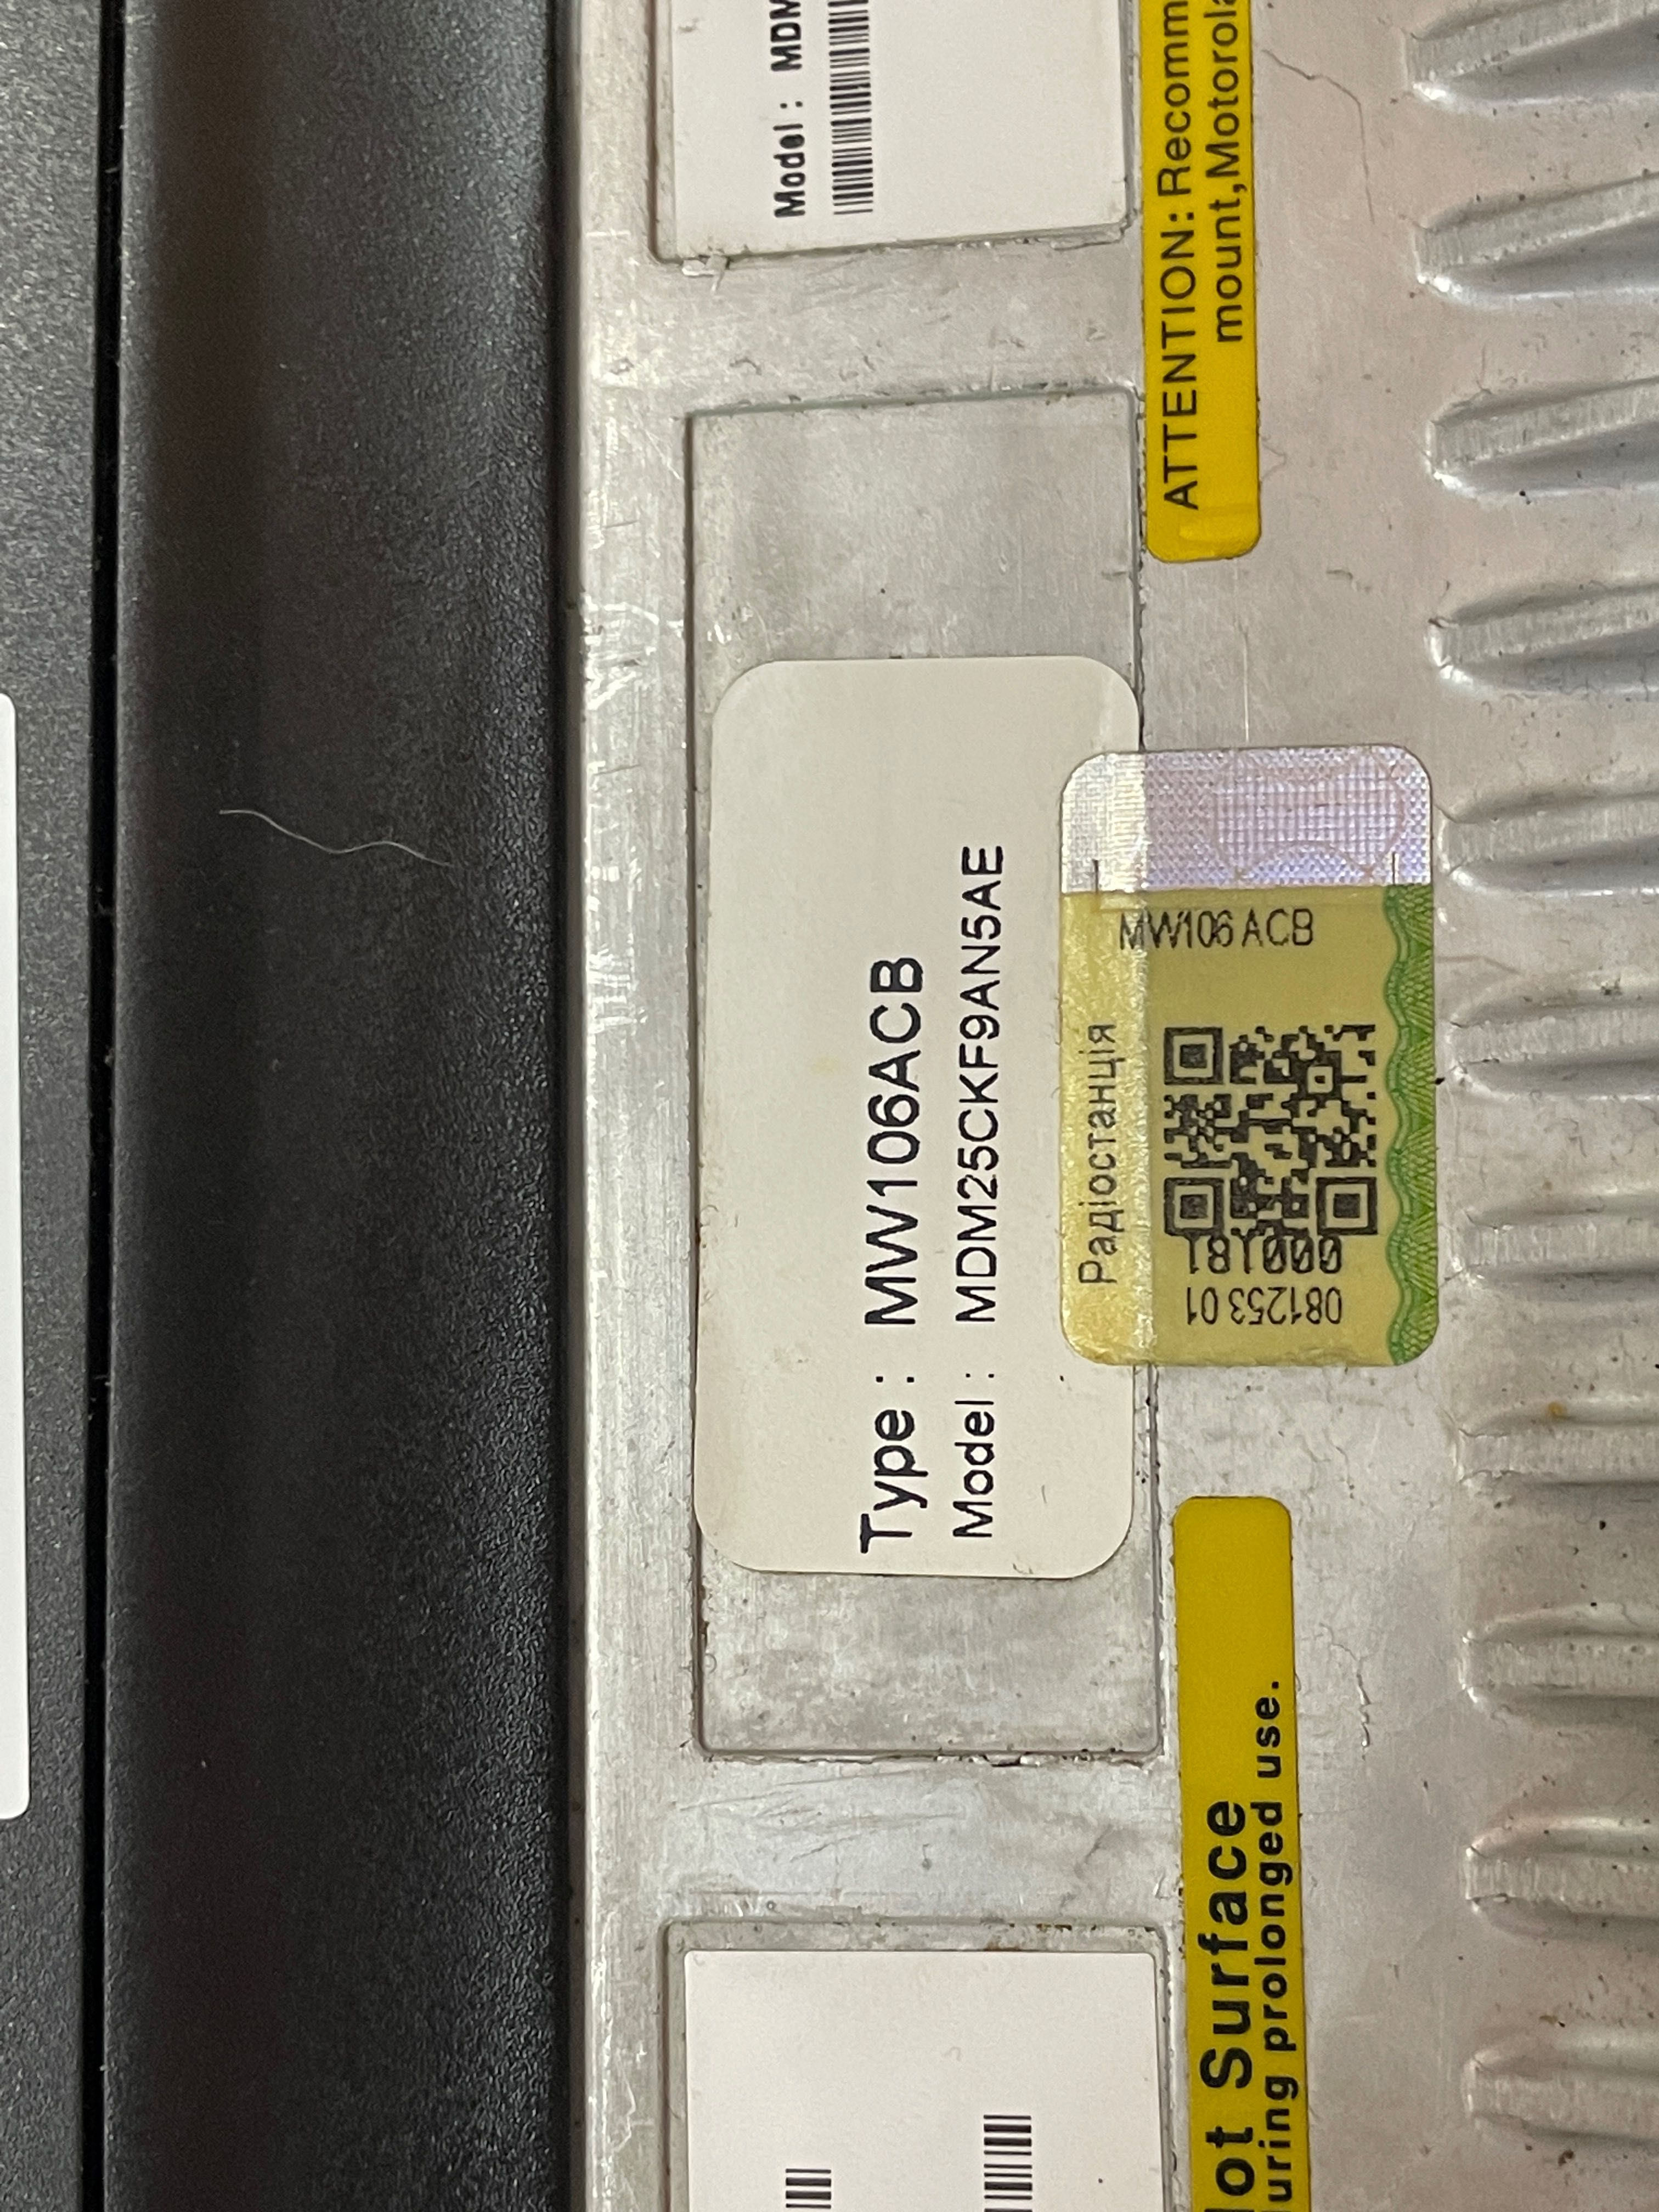 Model : MDM
ATTENTION: Recomm
mount,Motorola
Type : MW106ACB
Model : MDM25CKF9AN5AE
Радіостанція
MW106 ACB
000181
081253 01
ot Surface
uring prolonged use.